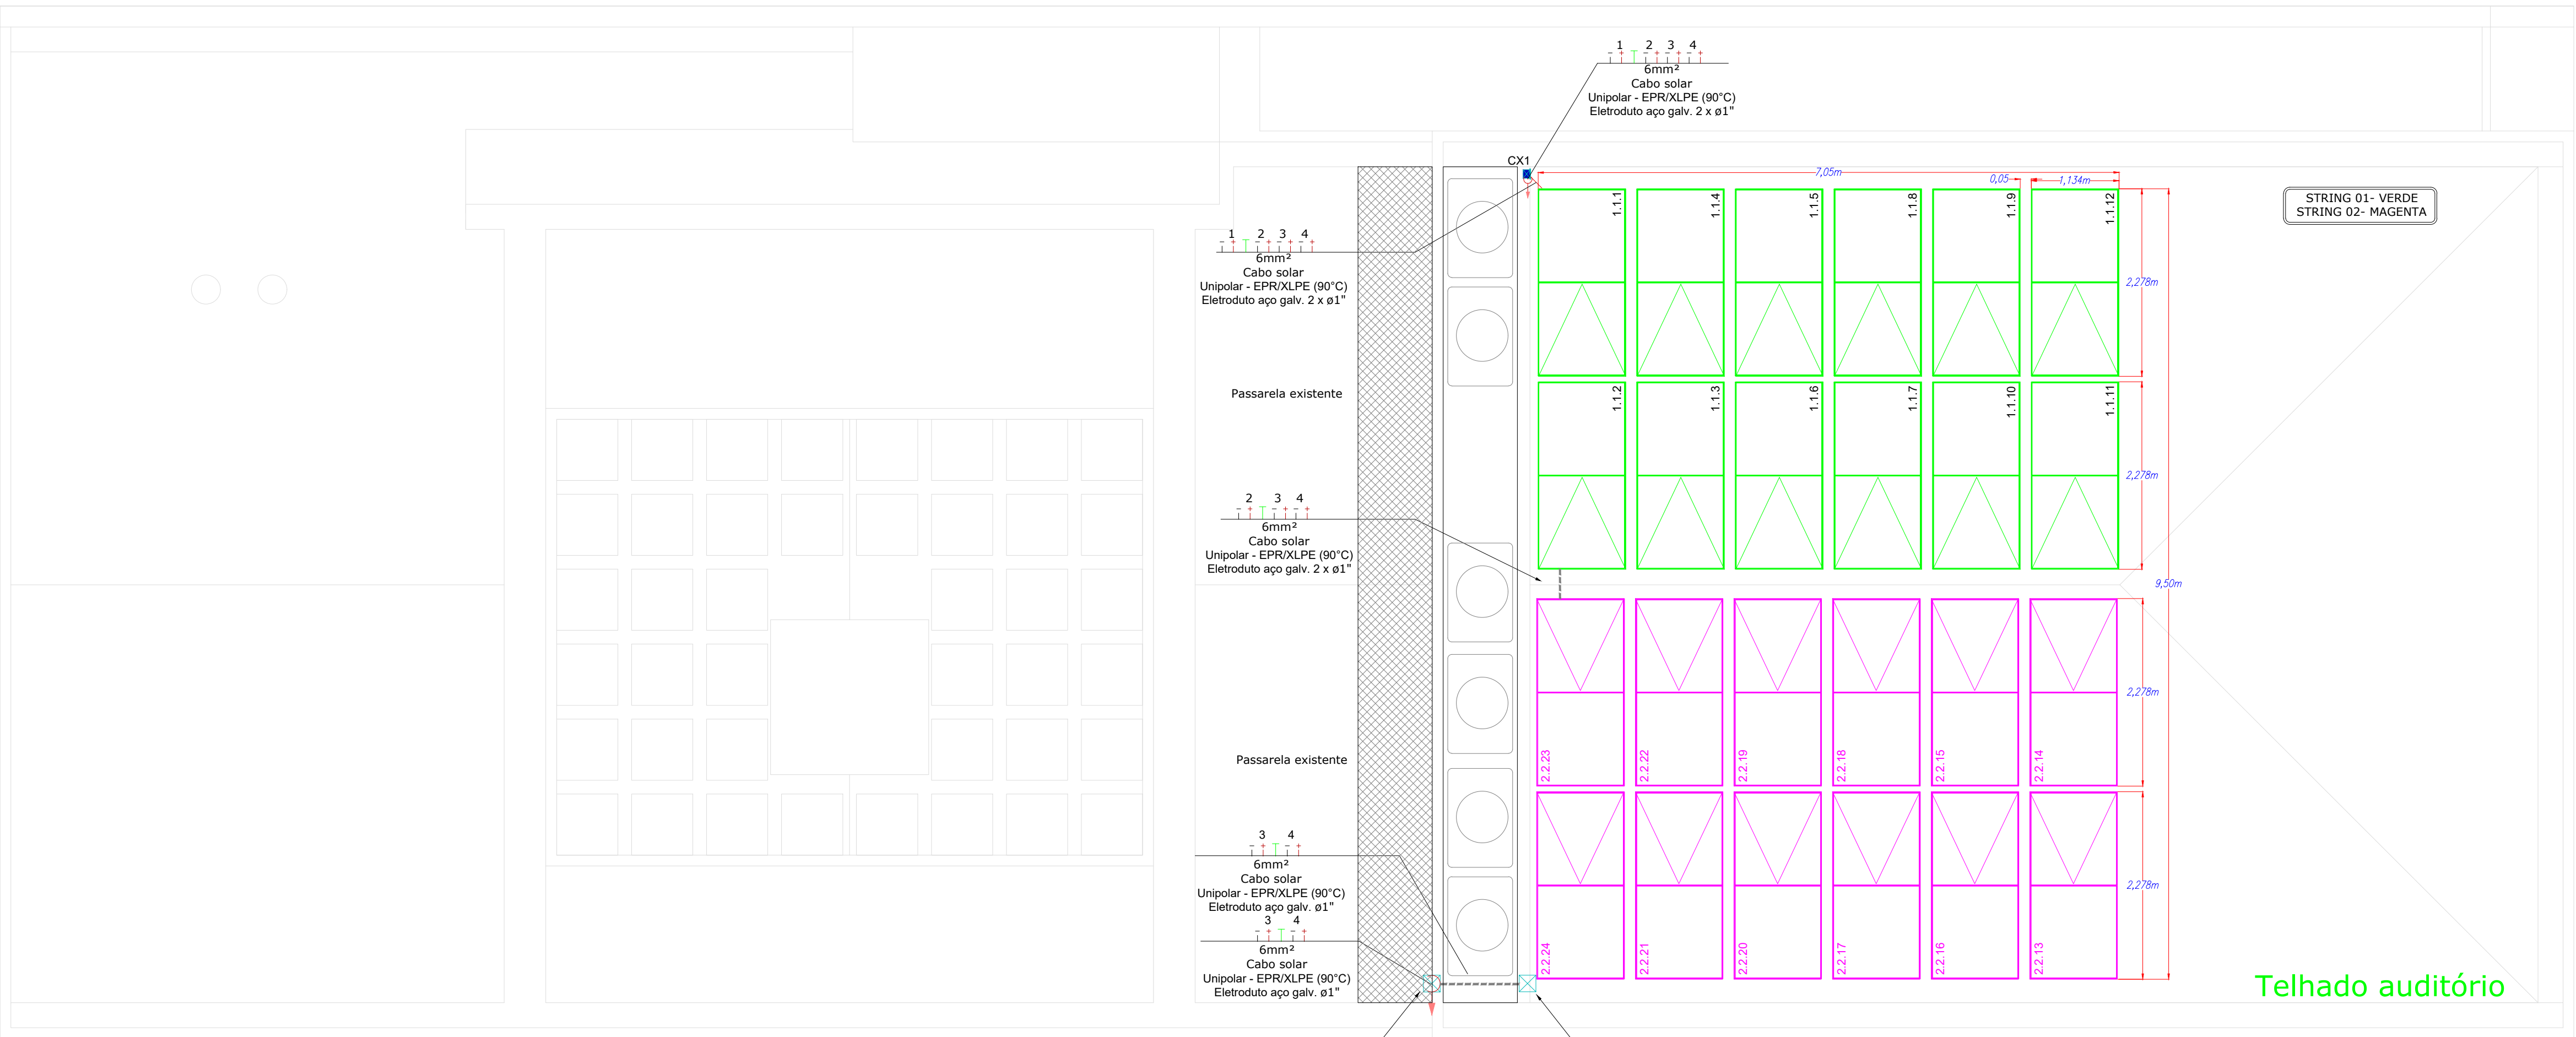 1 2 3 4
- + - + - + - +
6mm²
Cabo solar
Unipolar - EPR/XLPE (90°C)
Eletroduto aço galv. 2 x ø1"
CX1
7,05m
0,05
1,134m
STRING 01- VERDE
STRING 02- MAGENTA
1.1.1
1.1.4
1.1.5
1.1.8
1.1.9
1.1.12
1 2 3 4
- + - + - + - +
6mm²
Cabo solar
Unipolar - EPR/XLPE (90°C)
Eletroduto aço galv. 2 x ø1"
2,278m
Passarela existente
1.1.2
1.1.3
1.1.6
1.1.7
1.1.10
1.1.11
2,278m
2 3 4
- + - + - +
6mm²
Cabo solar
Unipolar - EPR/XLPE (90°C)
Eletroduto aço galv. 2 x ø1"
9,50m
2,278m
Passarela existente
2.2.23
2.2.22
2.2.19
2.2.18
2.2.15
2.2.14
3 4
- + - +
6mm²
Cabo solar
Unipolar - EPR/XLPE (90°C)
Eletroduto aço galv. ø1"
2,278m
3 4
- + - +
6mm²
Cabo solar
Unipolar - EPR/XLPE (90°C)
Eletroduto aço galv. ø1"
2.2.24
2.2.21
2.2.20
2.2.17
2.2.16
2.2.13
Telhado auditório